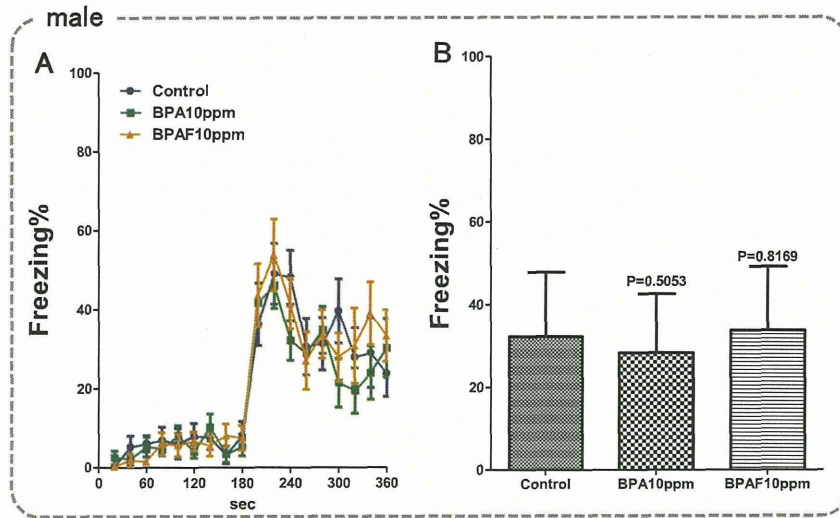 male
A
100
80
60
40
20
0
Freezing%
Control
BPA10ppm
BPAF10ppm
0 60 120 180 240 300 360
sec
B
100
80
60
40
20
0
Freezing%
P=0.5053
P=0.8169
Control BPA10ppm BPAF10ppm